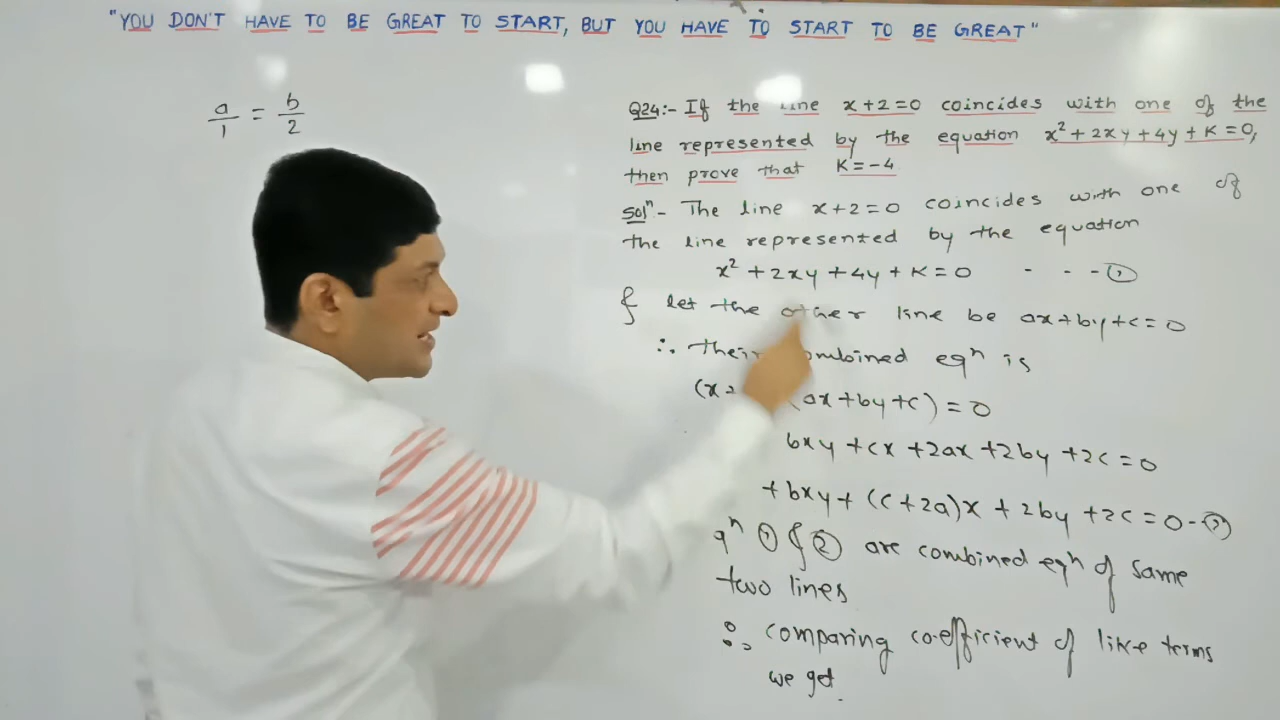 "YOU DON'T HAVE TO BE GREAT TO START, BUT YOU HAVE TO START TO BE GREAT"
a/1 = b/2
Q24:- If the line x+2=0 coincides with one of the
line represented by the equation x²+2xy+4y+K=0,
then prove that K=-4
Solⁿ- The line x+2=0 coincides with one of
the line represented by the equation
x²+2xy+4y+K=0 - - - ①
& let the other line be ax+by+c=0
∴ Their combined eqⁿ is
(ax+by+c)=0
bxy+cx+2ax+2by+2c=0
+bxy+(c+2a)x+2by+2c=0-②
qⁿ ① & ② are combined eqⁿ of same
two lines
∴ comparing co-efficient of like terms
we get